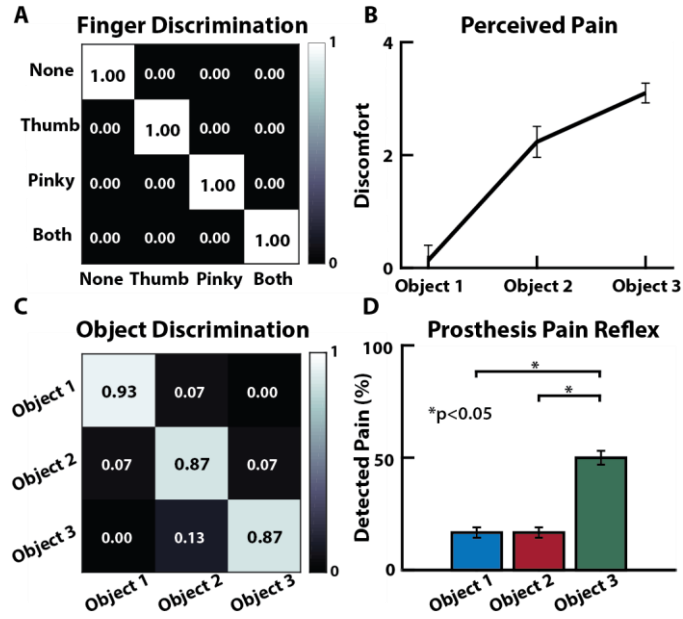 A
Finger Discrimination
None
1.00 0.00 0.00 0.00
Thumb
0.00 1.00 0.00 0.00
Pinky
0.00 0.00 1.00 0.00
Both
0.00 0.00 0.00 1.00
None Thumb Pinky Both
1
0
B
Perceived Pain
Discomfort
4
2
0
Object 1 Object 2 Object 3
C
Object Discrimination
Object 1
0.93 0.07 0.00
Object 2
0.07 0.87 0.07
Object 3
0.00 0.13 0.87
Object 1 Object 2 Object 3
1
0
D
Prosthesis Pain Reflex
Detected Pain (%)
100
50
0
*
*
*p<0.05
Object 1 Object 2 Object 3